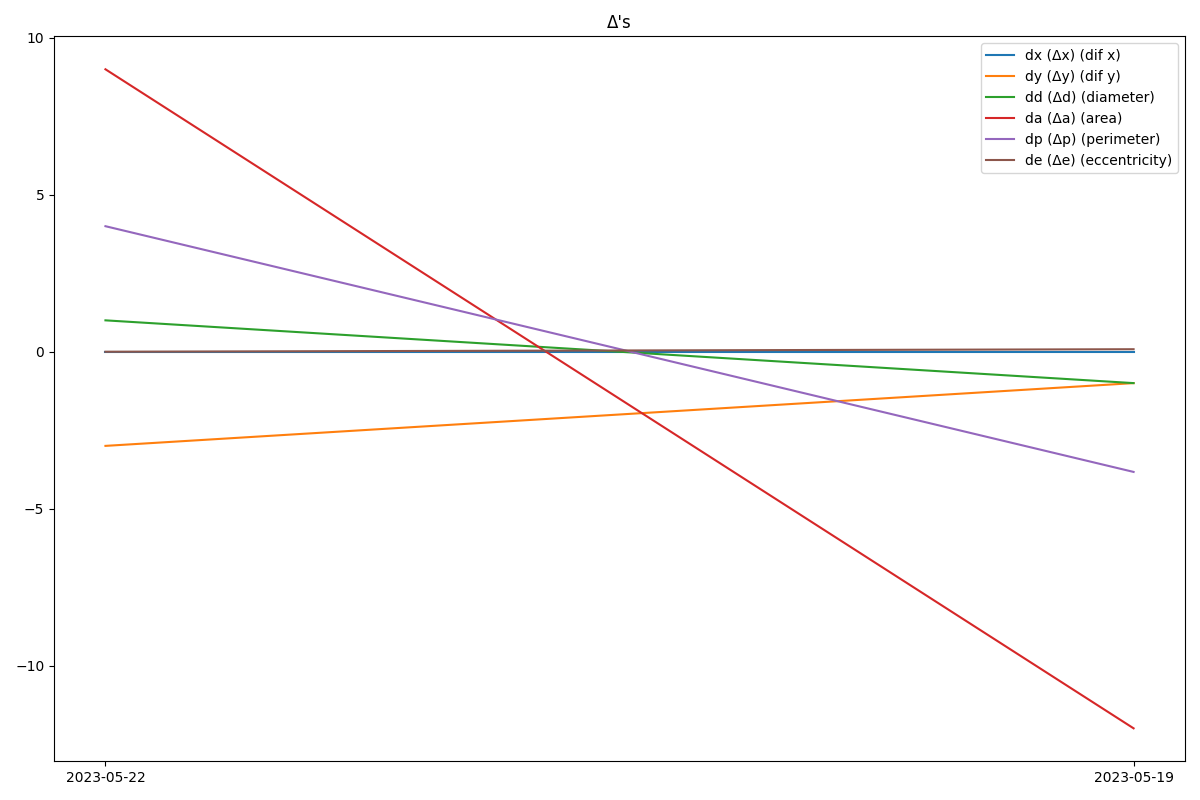 Δ's
10
5
0
−5
−10
2023-05-22
2023-05-19
dx (Δx) (dif x)
dy (Δy) (dif y)
dd (Δd) (diameter)
da (Δa) (area)
dp (Δp) (perimeter)
de (Δe) (eccentricity)